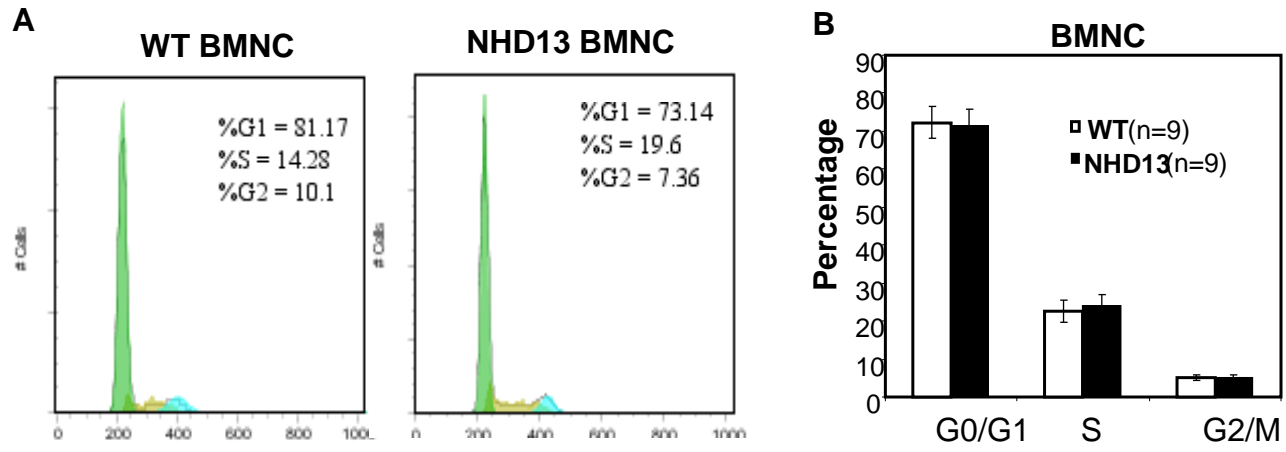 A
WT BMNC
%G1 = 81.17
%S = 14.28
%G2 = 10.1
# Cells
0 200 400 600 800 100
NHD13 BMNC
%G1 = 73.14
%S = 19.6
%G2 = 7.36
# Cells
0 200 400 600 800 1000
B
BMNC
Percentage
90
80
70
60
50
40
30
20
10
0
WT(n=9)
NHD13(n=9)
G0/G1 S G2/M